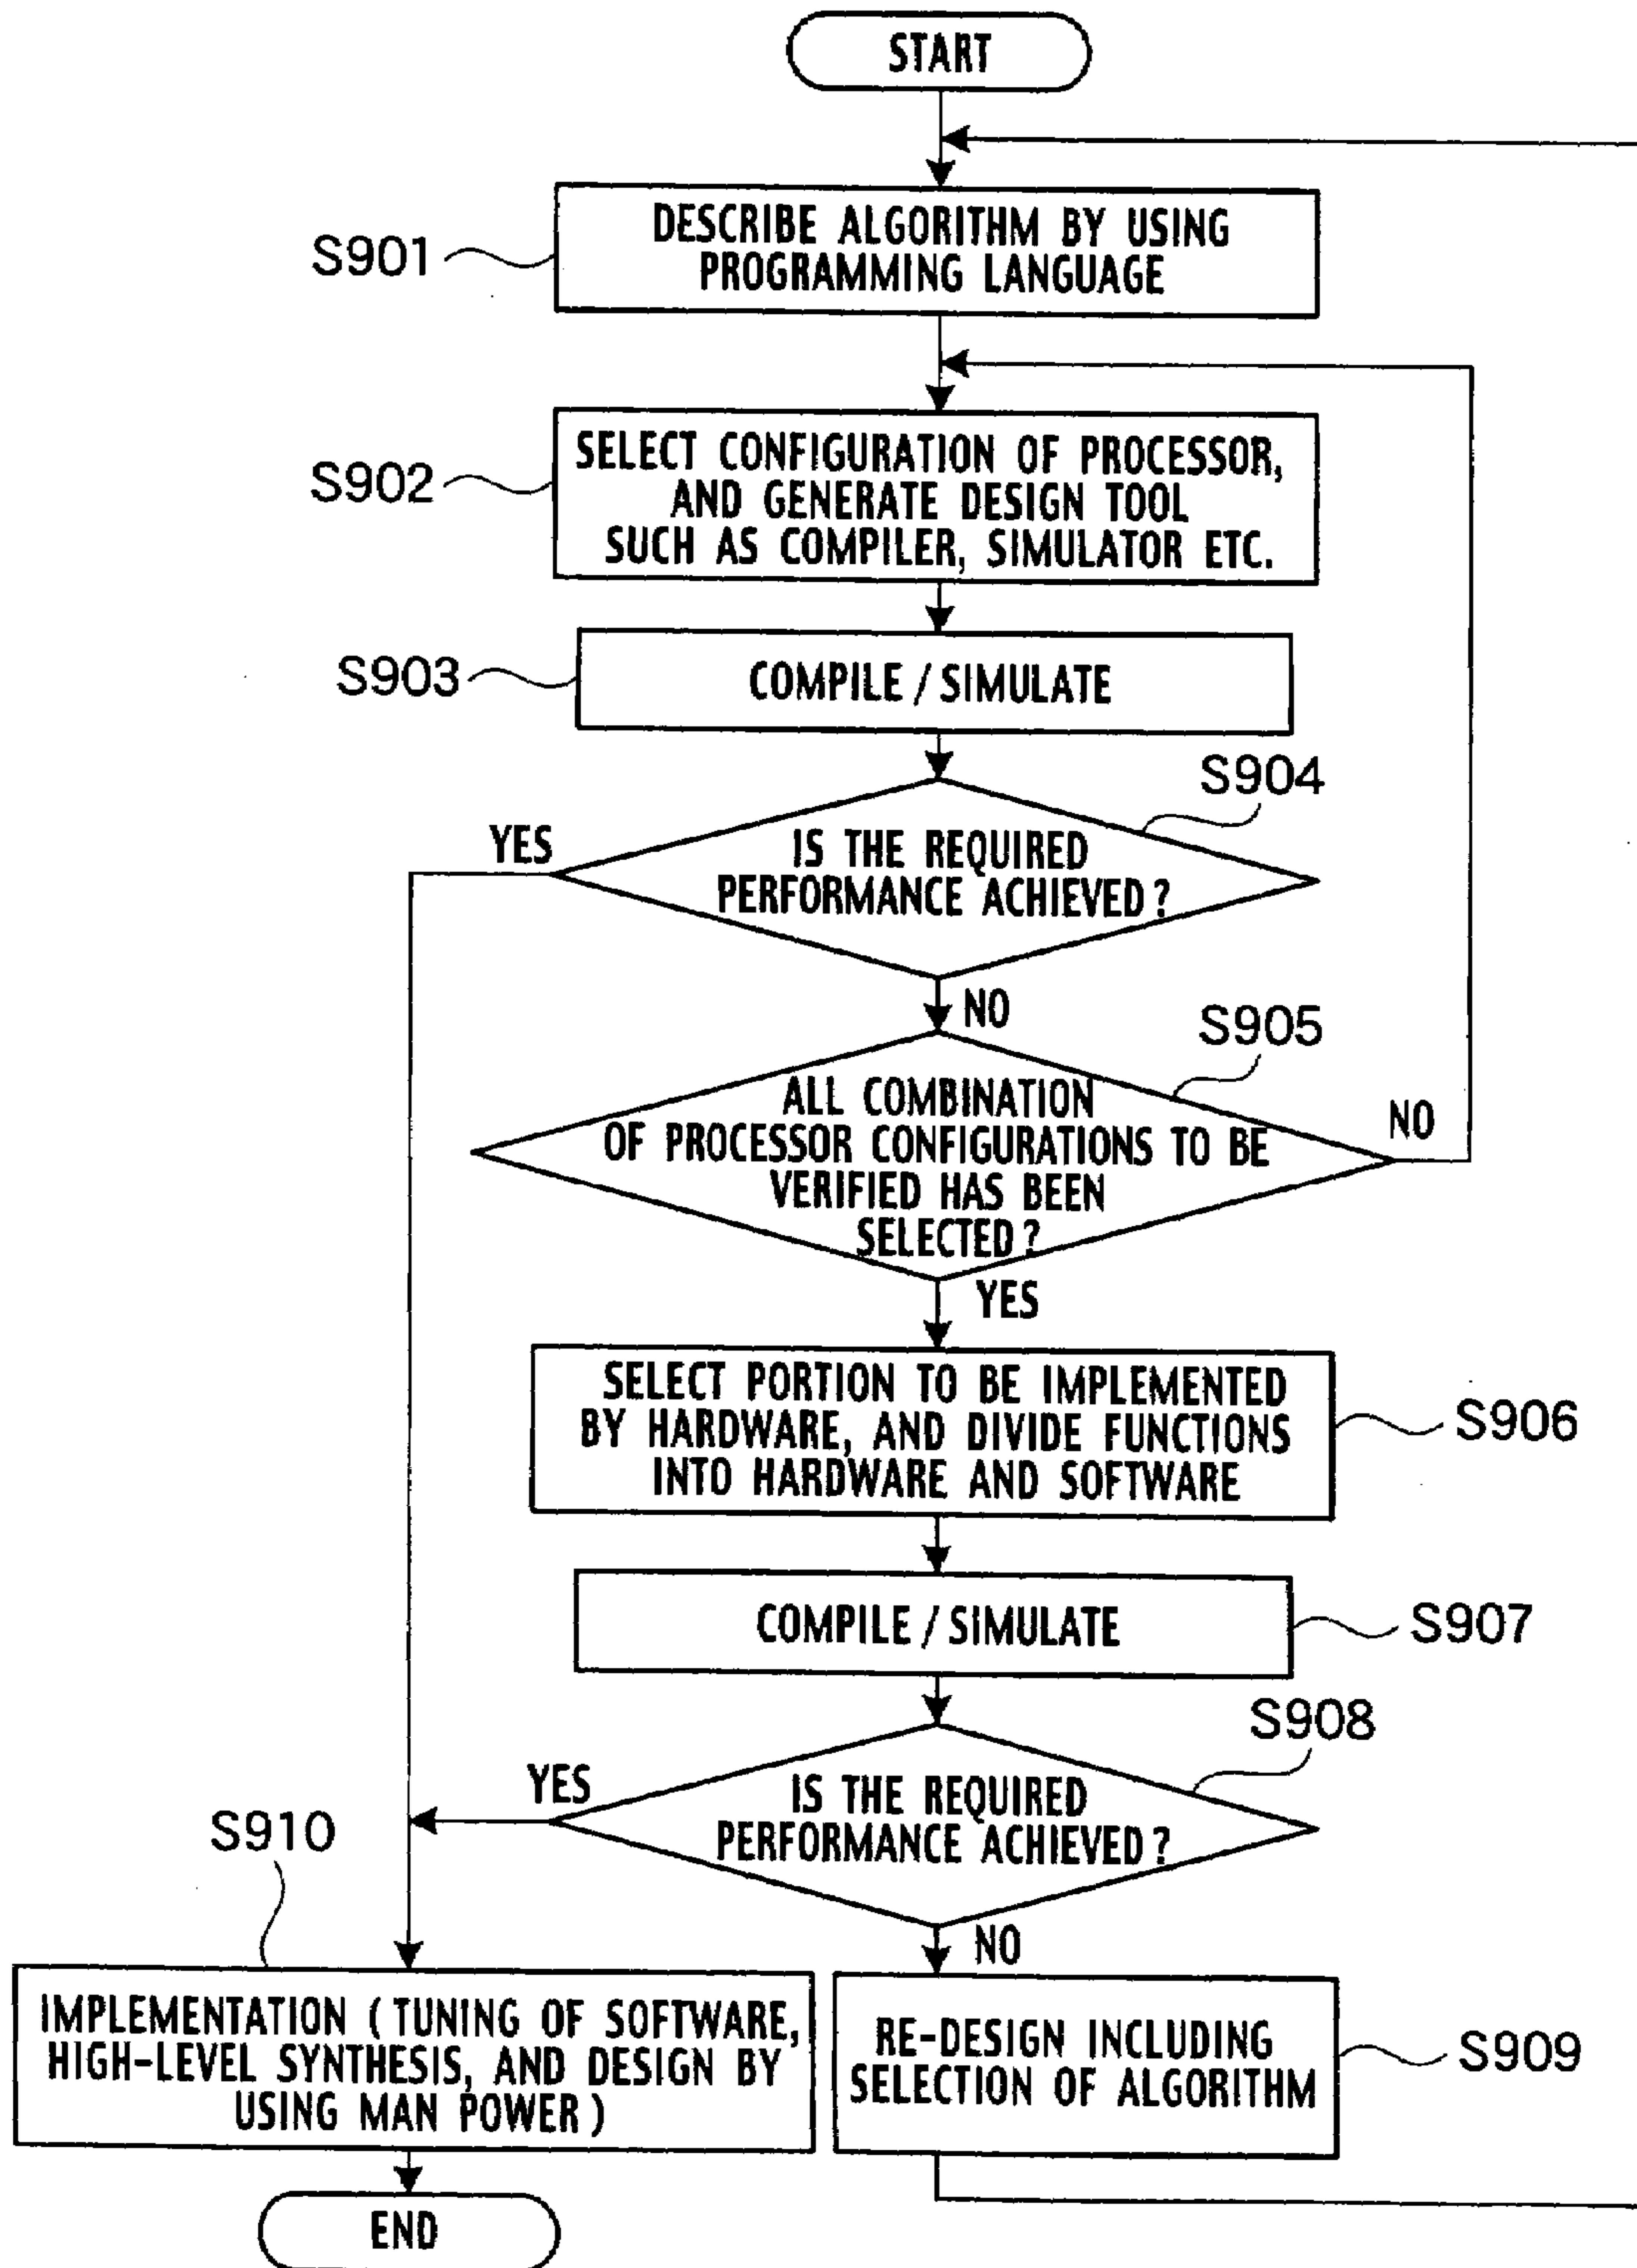 START
S901
DESCRIBE ALGORITHM BY USING
PROGRAMMING LANGUAGE
S902
SELECT CONFIGURATION OF PROCESSOR,
AND GENERATE DESIGN TOOL
SUCH AS COMPILER, SIMULATOR ETC.
S903
COMPILE / SIMULATE
S904
YES
IS THE REQUIRED
PERFORMANCE ACHIEVED ?
NO
S905
ALL COMBINATION
OF PROCESSOR CONFIGURATIONS TO BE
VERIFIED HAS BEEN
SELECTED ?
NO
YES
SELECT PORTION TO BE IMPLEMENTED
BY HARDWARE, AND DIVIDE FUNCTIONS
INTO HARDWARE AND SOFTWARE
S906
COMPILE / SIMULATE
S907
S908
YES
IS THE REQUIRED
PERFORMANCE ACHIEVED ?
S910
NO
IMPLEMENTATION ( TUNING OF SOFTWARE,
HIGH-LEVEL SYNTHESIS, AND DESIGN BY
USING MAN POWER )
RE-DESIGN INCLUDING
SELECTION OF ALGORITHM
S909
END